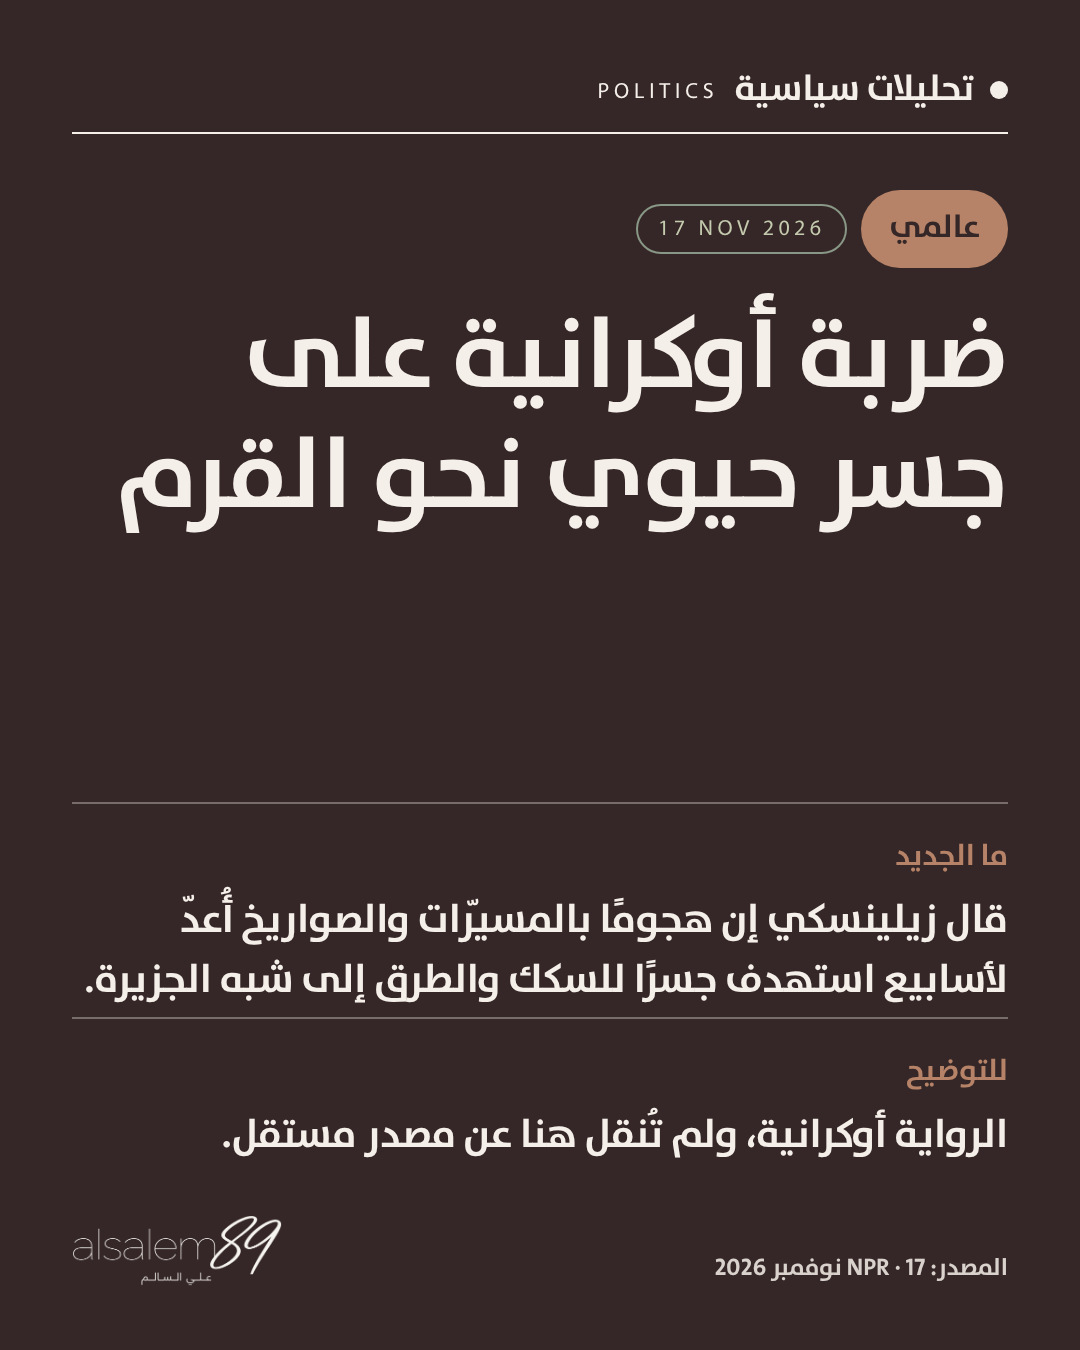 تحليلات سياسية POLITICS
عالمي 17 NOV 2026
ضربة أوكرانية على
جسر حيوي نحو القرم
ما الجديد
قال زيلينسكي إن هجومًا بالمسيّرات والصواريخ أُعدّ
لأسابيع استهدف جسرًا للسكك والطرق إلى شبه الجزيرة.
للتوضيح
الرواية أوكرانية، ولم تُنقل هنا عن مصدر مستقل.
المصدر: NPR · 17 نوفمبر 2026
alsalem89
علي السالم